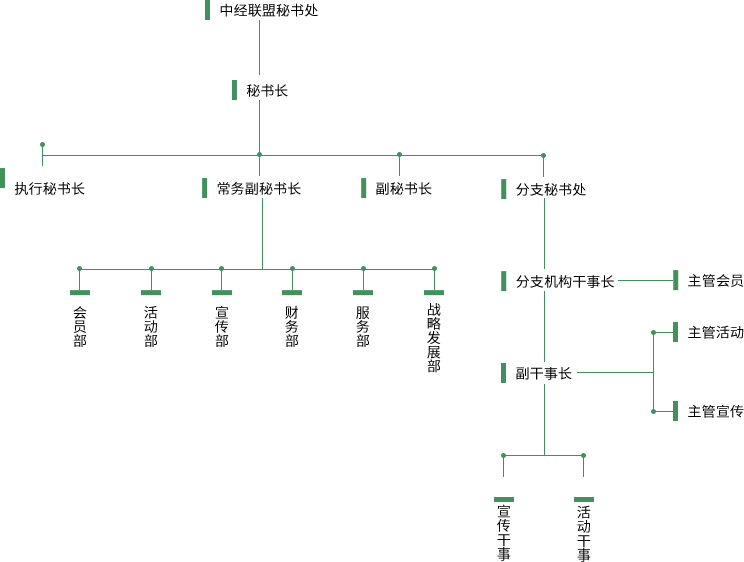 中经联盟秘书处
秘书长
执行秘书长
常务副秘书长
副秘书长
分支秘书处
分支机构干事长
主管会员
会员部
活动部
宣传部
财务部
服务部
战略发展部
主管活动
副干事长
主管宣传
宣传干事
活动干事